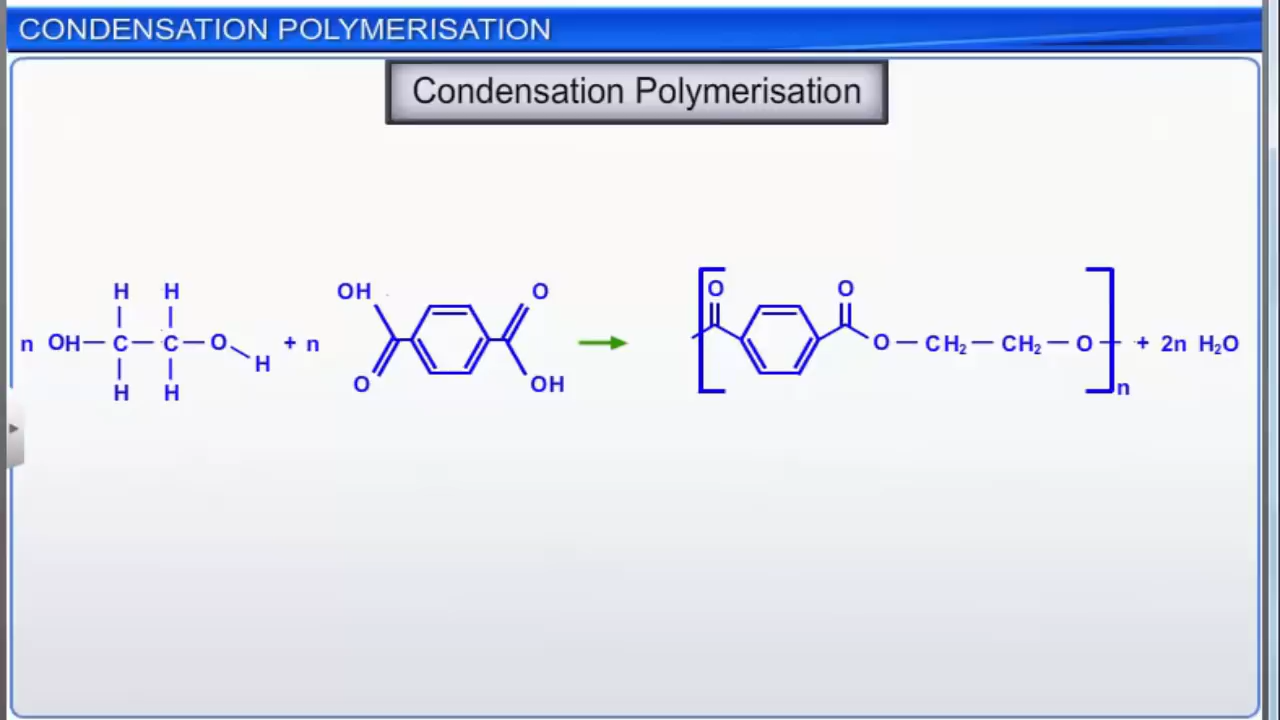 CONDENSATION POLYMERISATION
Condensation Polymerisation
H H OH O O O
n OH C C O H + n O CH₂ CH₂ O + 2n H₂O
H H O OH n